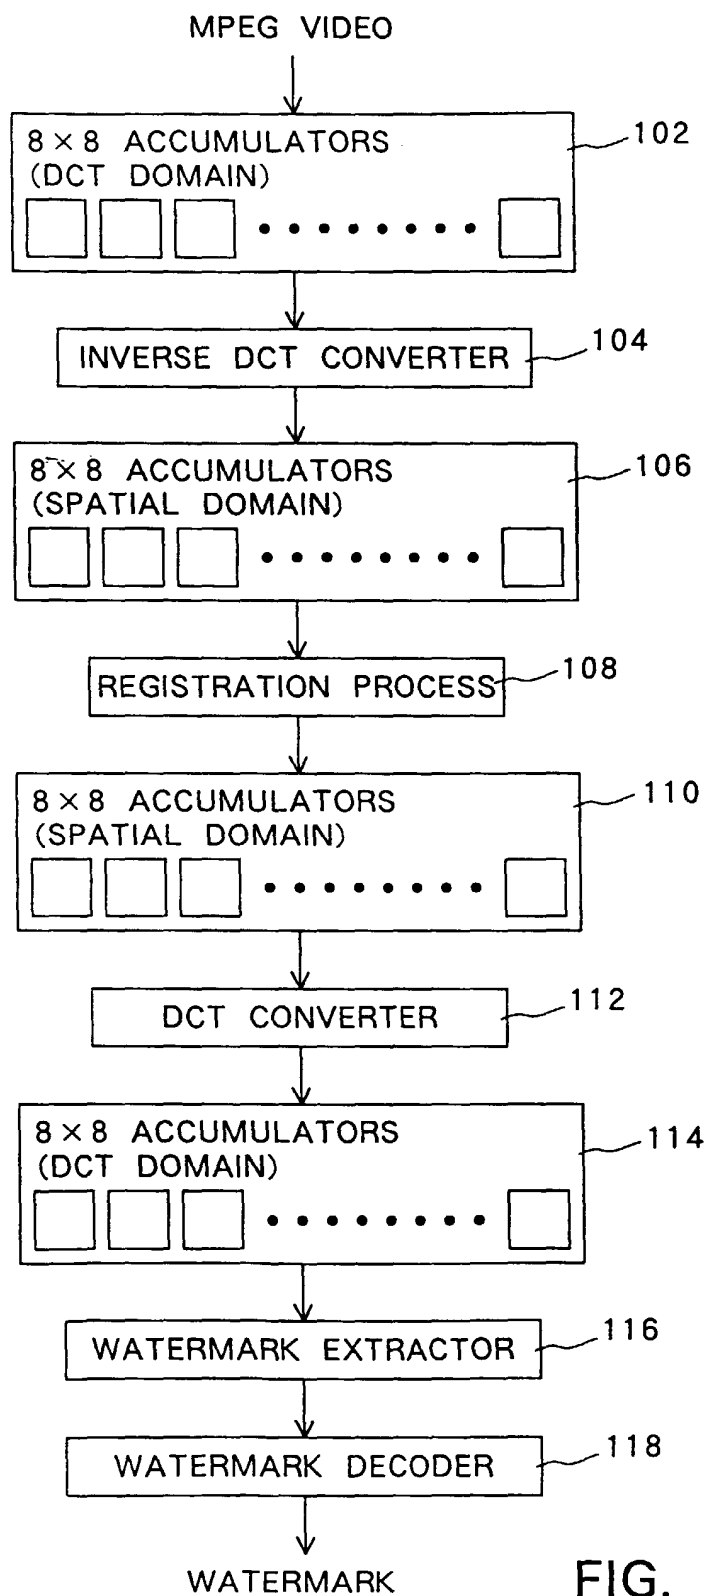 MPEG VIDEO
8×8 ACCUMULATORS
(DCT DOMAIN)
102
INVERSE DCT CONVERTER
104
8×8 ACCUMULATORS
(SPATIAL DOMAIN)
106
REGISTRATION PROCESS
108
8×8 ACCUMULATORS
(SPATIAL DOMAIN)
110
DCT CONVERTER
112
8×8 ACCUMULATORS
(DCT DOMAIN)
114
WATERMARK EXTRACTOR
116
WATERMARK DECODER
118
WATERMARK
FIG.